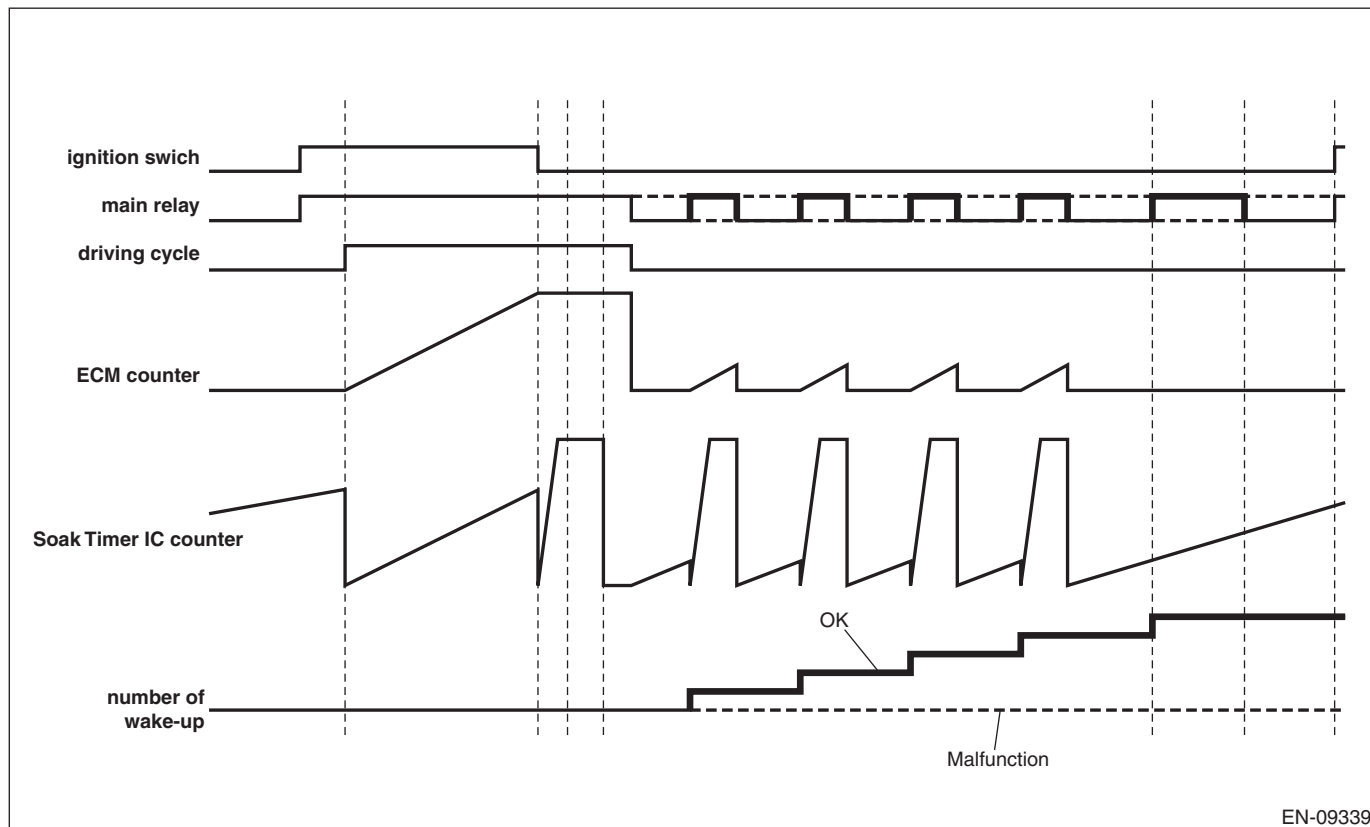 ignition swich
main relay
driving cycle
ECM counter
Soak Timer IC counter
OK
number of
wake-up
Malfunction
EN-09339